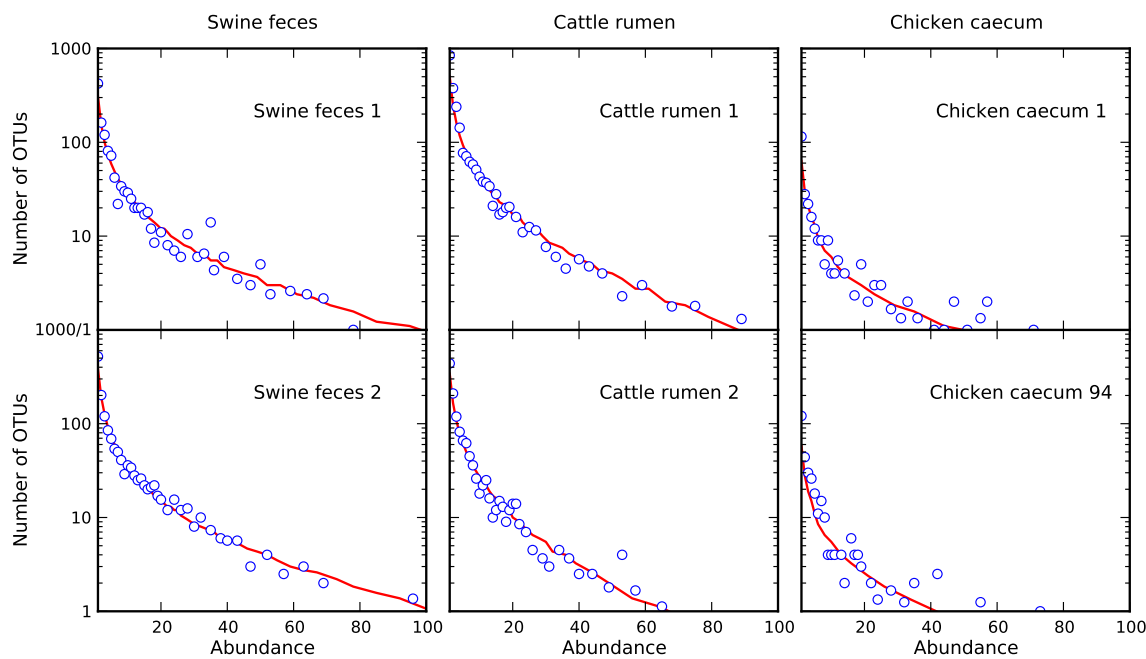 Swine feces
Cattle rumen
Chicken caecum
1000
100
10
1000/1
100
10
1
Number of OTUs
Number of OTUs
Swine feces 1
Cattle rumen 1
Chicken caecum 1
Swine feces 2
Cattle rumen 2
Chicken caecum 94
20 40 60 80 100 20 40 60 80 100 20 40 60 80 100
Abundance
Abundance
Abundance